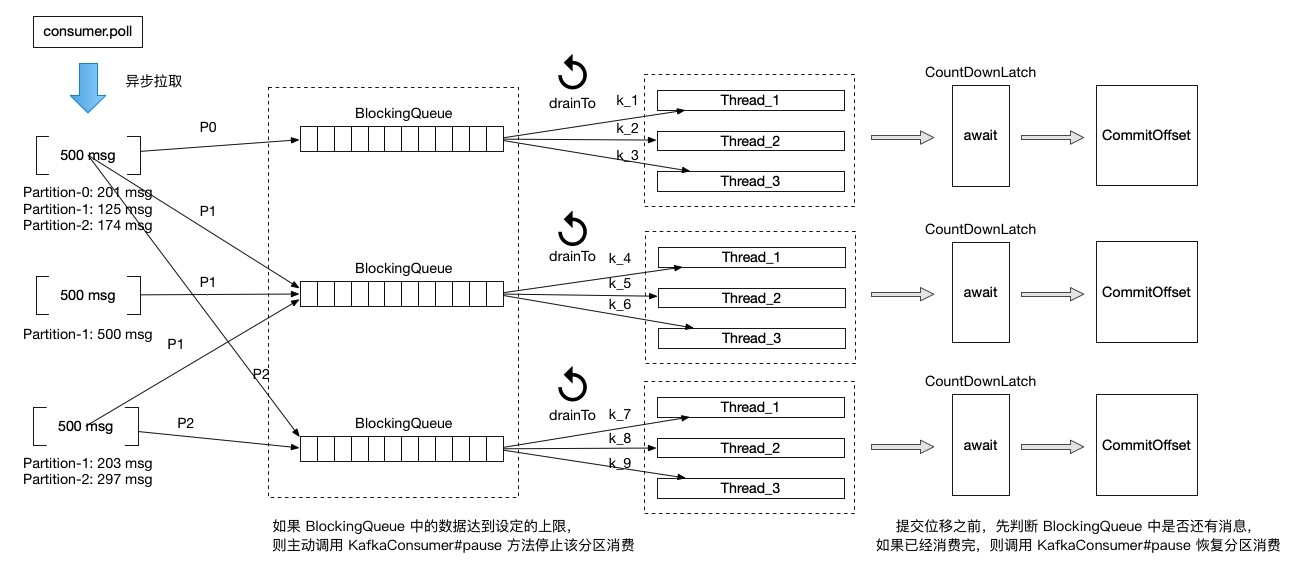 consumer.poll
异步拉取
500 msg
Partition-0: 201 msg
Partition-1: 125 msg
Partition-2: 174 msg
500 msg
Partition-1: 500 msg
500 msg
Partition-1: 203 msg
Partition-2: 297 msg
P0
P1
P1
P1
P2
P2
BlockingQueue
BlockingQueue
BlockingQueue
drainTo
k_1
k_2
k_3
Thread_1
Thread_2
Thread_3
CountDownLatch
await
CommitOffset
drainTo
k_4
k_5
k_6
Thread_1
Thread_2
Thread_3
CountDownLatch
await
CommitOffset
drainTo
k_7
k_8
k_9
Thread_1
Thread_2
Thread_3
CountDownLatch
await
CommitOffset
如果 BlockingQueue 中的数据达到设定的上限，
则主动调用 KafkaConsumer#pause 方法停止该分区消费
提交位移之前，先判断 BlockingQueue 中是否还有消息，
如果已经消费完，则调用 KafkaConsumer#pause 恢复分区消费